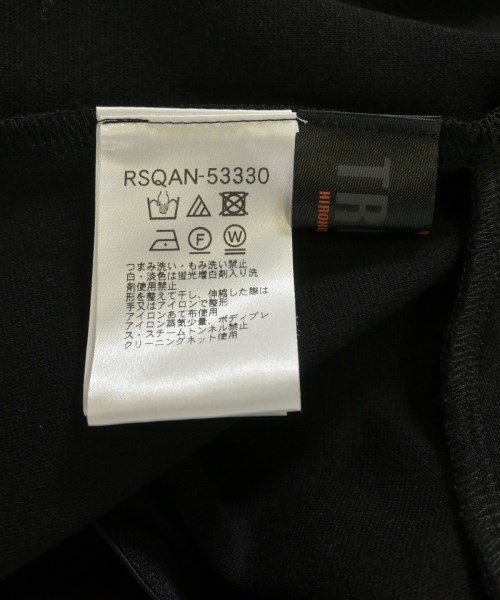 RSQAN-53330
F
W
つまみ洗い・もみ洗い禁止
白・淡色は蛍光増白剤入り洗
剤使用禁止
形を整えて干し、伸縮した際は
手又はアイロンで整形
アイロンあて布使用
アイロン蒸気少量、ボディプレ
ス・スチームトンネル禁止
クリーニングネット使用
TR
HIROKO